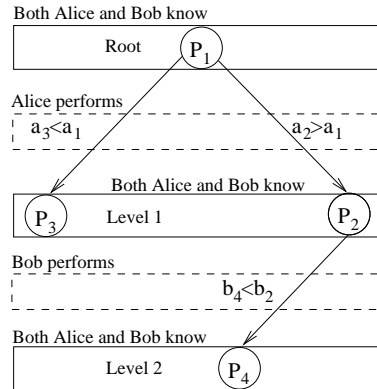 Both Alice and Bob know
Root P1
Alice performs
a3<a1 a2>a1
Both Alice and Bob know
P3 Level 1 P2
Bob performs
b4<b2
Both Alice and Bob know
Level 2 P4